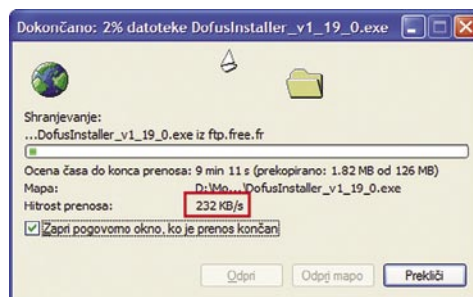 Dokončano: 2% datoteke DofusInstaller_v1_19_0.exe
Shranjevanje:
...DofusInstaller_v1_19_0.exe iz ftp.free.fr
Ocena časa do konca prenosa: 9 min 11 s (prekopirano: 1.82 MB od 126 MB)
Mapa: D:\Mo...\DofusInstaller_v1_19_0.exe
Hitrost prenosa: 232 KB/s
Zapri pogovorno okno, ko je prenos končan
Odpri Odpri mapo Prekliči